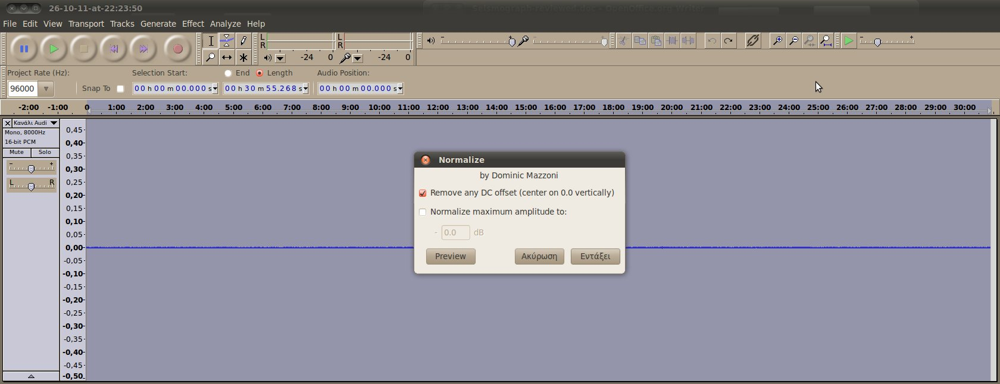 26-10-11-at-22:23:50
Seismograph-reviewed.doc - OpenOffice.org Writer
File Edit View Transport Tracks Generate Effect Analyze Help
L
R
-24 0
L
R
-24 0
- +
- +
- +
Project Rate (Hz):
Selection Start:
End
Length
Audio Position:
96000
Snap To
00 h 00 m 00.000 s
00 h 30 m 55.268 s
00 h 00 m 00.000 s
-2:00 -1:00 0 1:00 2:00 3:00 4:00 5:00 6:00 7:00 8:00 9:00 10:00 11:00 12:00 13:00 14:00 15:00 16:00 17:00 18:00 19:00 20:00 21:00 22:00 23:00 24:00 25:00 26:00 27:00 28:00 29:00 30:00
Κανάλι Audi
Mono, 8000Hz
16-bit PCM
Mute Solo
- +
L R
0,45
0,40
0,35
0,30
0,25
0,20
0,15
0,10
0,05
0,00
-0,05
-0,10
-0,15
-0,20
-0,25
-0,30
-0,35
-0,40
-0,45
-0,50
Normalize
by Dominic Mazzoni
Remove any DC offset (center on 0.0 vertically)
Normalize maximum amplitude to:
- 0.0 dB
Preview Ακύρωση Εντάξει